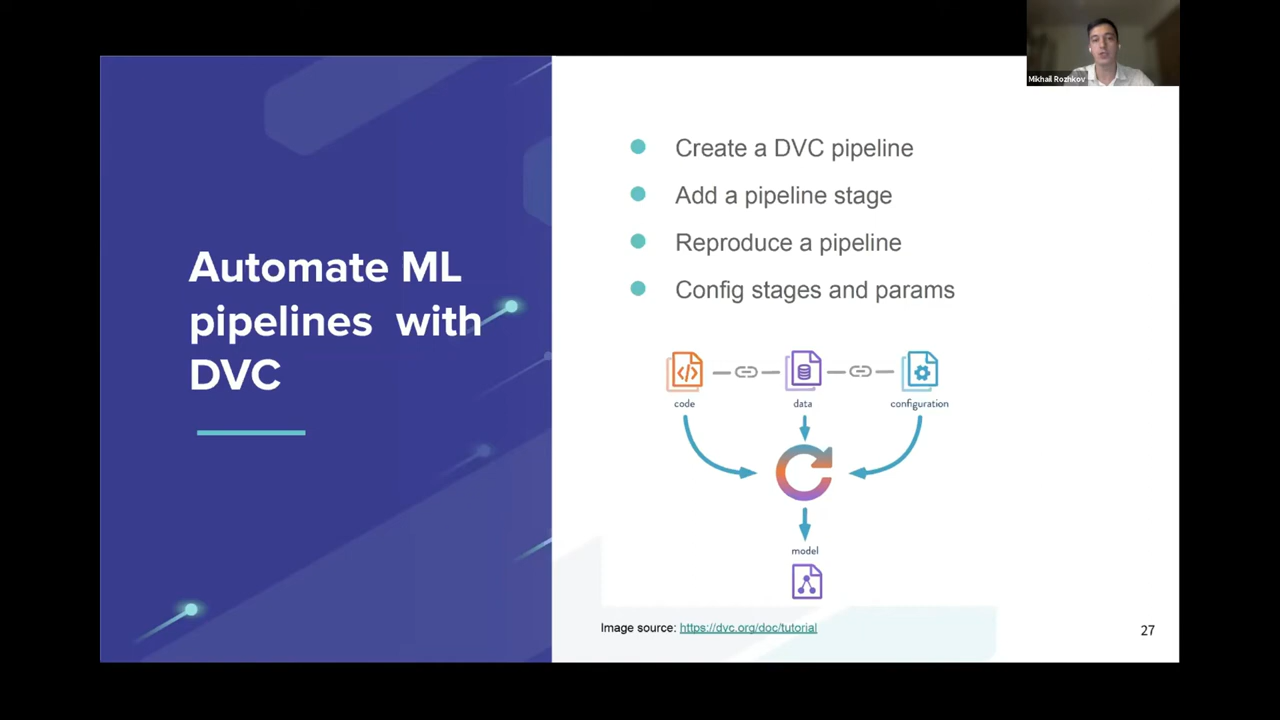 Mikhail Rozhkov
Automate ML
pipelines with
DVC
Create a DVC pipeline
Add a pipeline stage
Reproduce a pipeline
Config stages and params
code
data
configuration
model
Image source: https://dvc.org/doc/tutorial
27